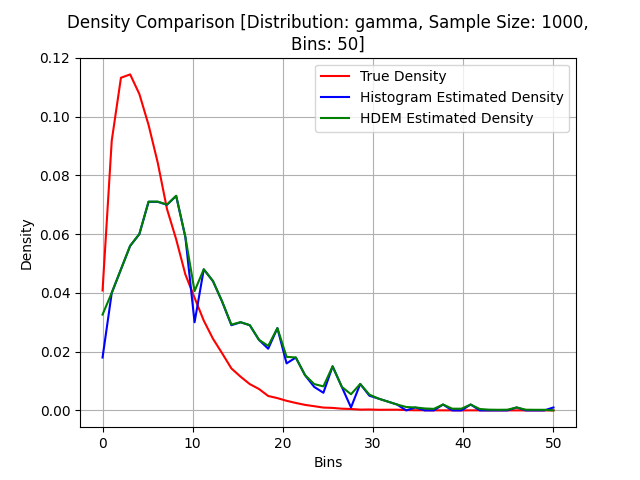 Density Comparison [Distribution: gamma, Sample Size: 1000,
Bins: 50]
True Density
Histogram Estimated Density
HDEM Estimated Density
Density
0.12
0.10
0.08
0.06
0.04
0.02
0.00
0 10 20 30 40 50
Bins